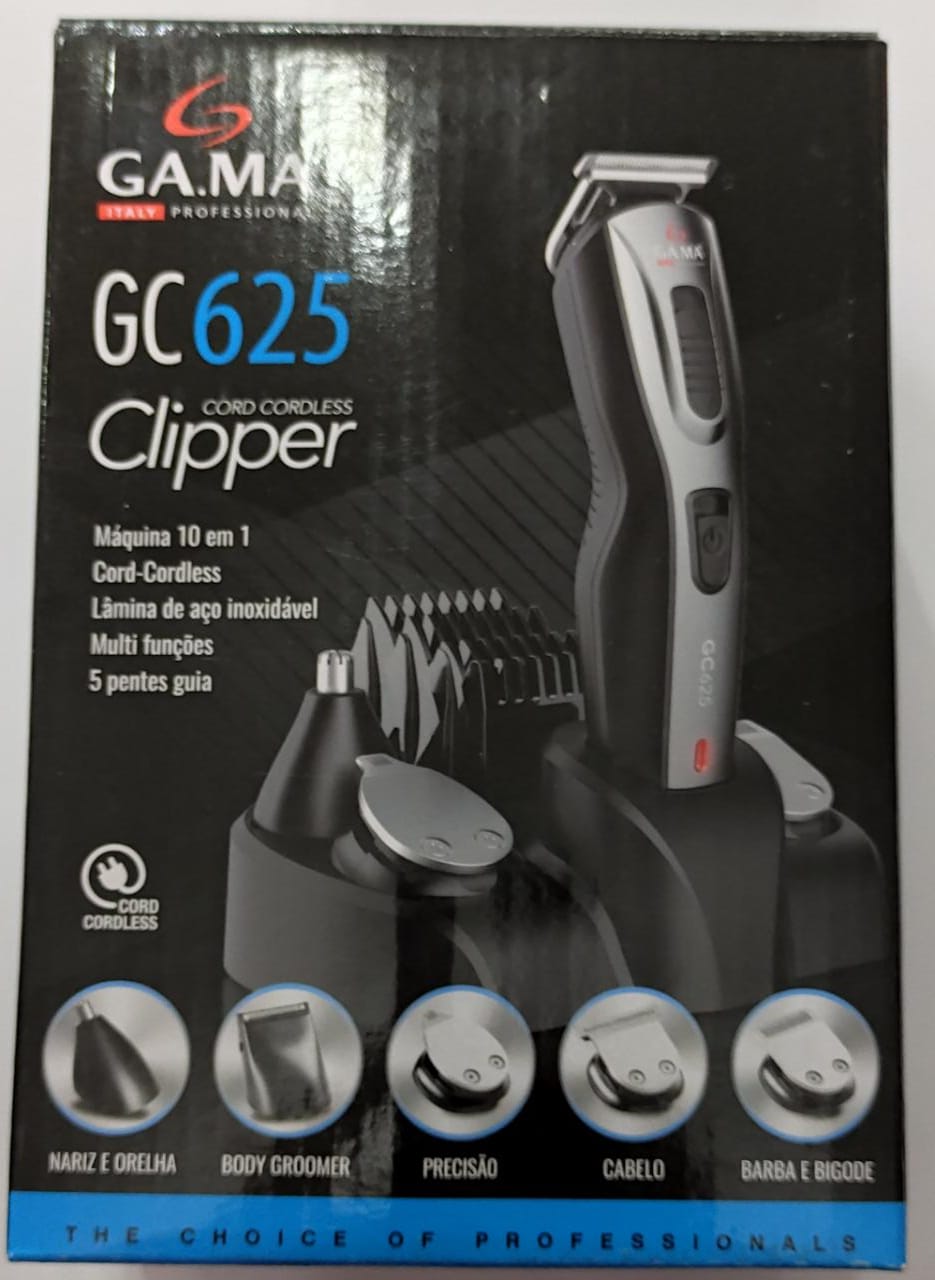 GA.MA
ITALY PROFESSIONAL
GC625
CORD CORDLESS
Clipper
Máquina 10 em 1
Cord-Cordless
Lâmina de aço inoxidável
Multi funções
5 pentes guia
GA.MA
GC625
CORD
CORDLESS
NARIZ E ORELHA
BODY GROOMER
PRECISÃO
CABELO
BARBA E BIGODE
THE CHOICE OF PROFESSIONALS